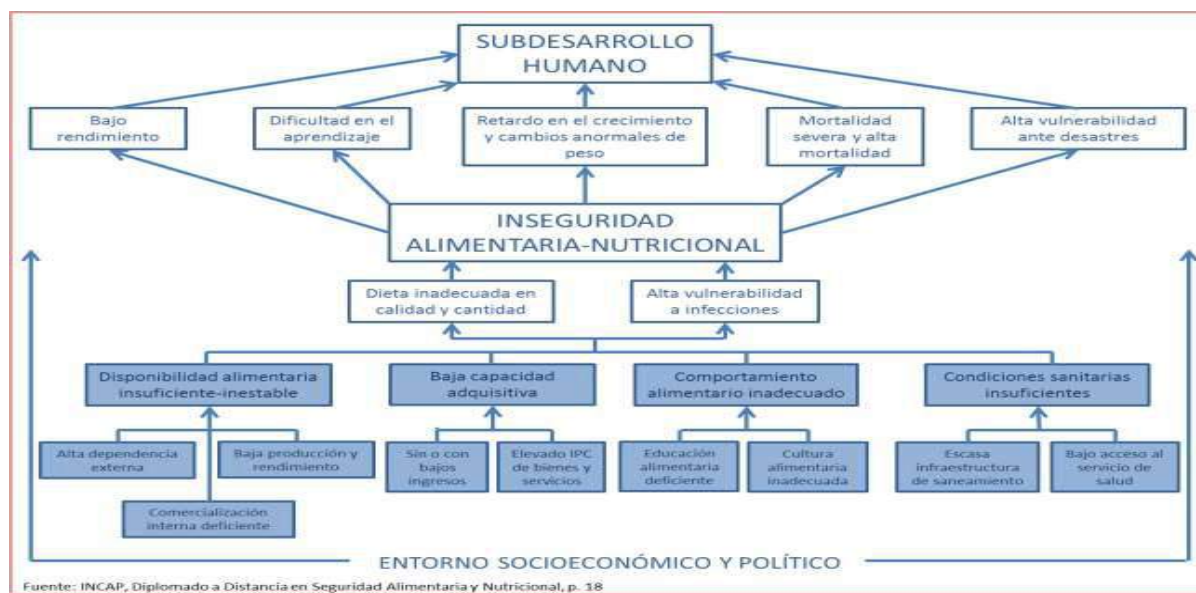 SUBDESARROLLO
HUMANO
Bajo
rendimiento
Dificultad en el
aprendizaje
Retardo en el crecimiento
y cambios anormales de
peso
Mortalidad
severa y alta
mortalidad
Alta vulnerabilidad
ante desastres
INSEGURIDAD
ALIMENTARIA-NUTRICIONAL
Dieta inadecuada en
calidad y cantidad
Alta vulnerabilidad
a infecciones
Disponibilidad alimentaria
insuficiente-inestable
Baja capacidad
adquisitiva
Comportamiento
alimentario inadecuado
Condiciones sanitarias
insuficientes
Alta dependencia
externa
Baja producción y
rendimiento
Comercialización
interna deficiente
Sin o con
bajos
ingresos
Elevado IPC
de bienes y
servicios
Educación
alimentaria
deficiente
Cultura
alimentaria
inadecuada
Escasa
infraestructura
de saneamiento
Bajo acceso al
servicio de
salud
ENTORNO SOCIOECONÓMICO Y POLÍTICO
Fuente: INCAP, Diplomado a Distancia en Seguridad Alimentaria y Nutricional, p. 18